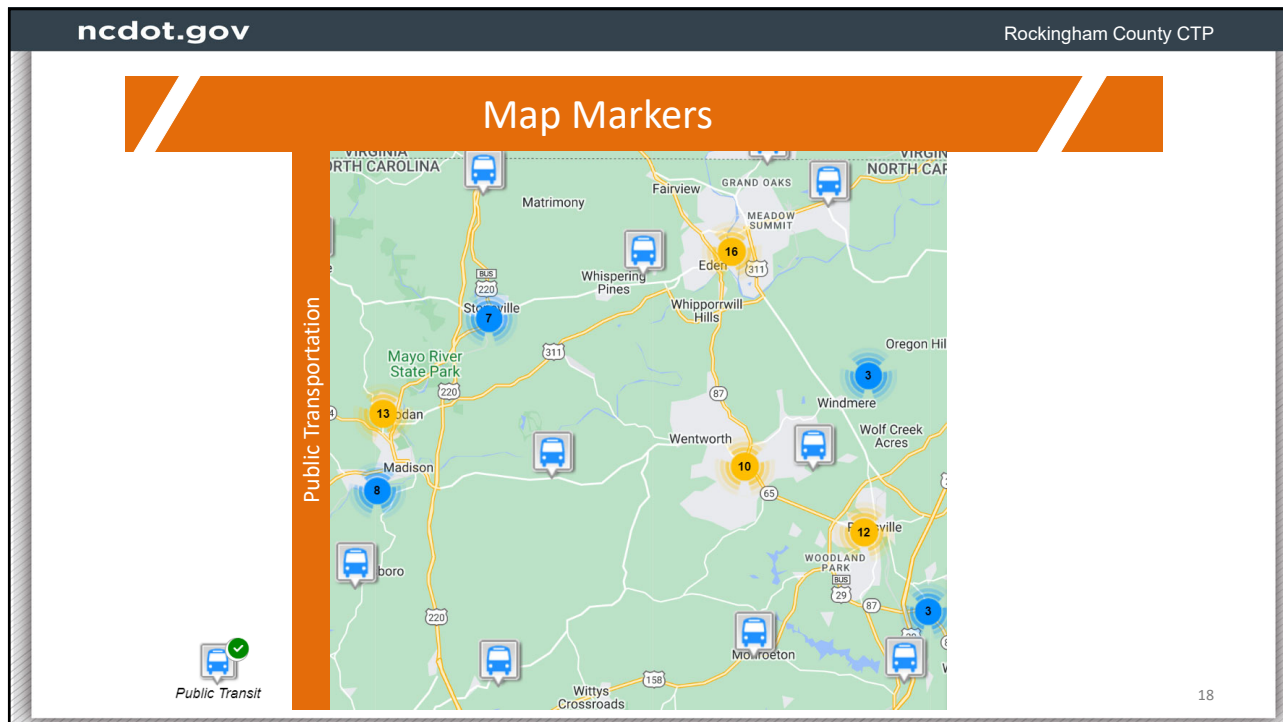 ncdot.gov
Rockingham County CTP
Map Markers
Public Transportation
VIRGINIA
RTH CAROLINA
VIRGIN
NORTH CAR
Fairview
GRAND OAKS
Matrimony
MEADOW
SUMMIT
16
Eden
311
BUS
220
Whispering
Pines
7
Whipporrwill
Hills
Oregon Hil
311
Mayo River
State Park
3
220
87
Windmere
13
Wolf Creek
Acres
Wentworth
Madison
10
8
65
12
WOODLAND
PARK
BUS
29
87
3
220
158
Wittys
Crossroads
Public Transit
18